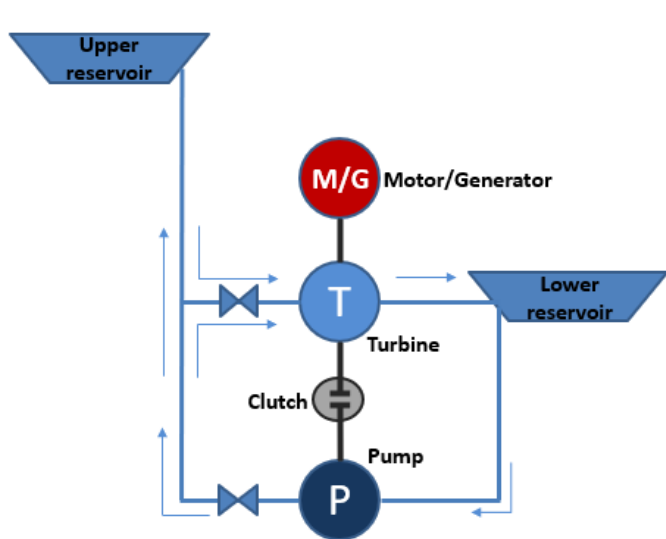 Upper
reservoir
M/G
Motor/Generator
T
Lower
reservoir
Turbine
Clutch
Pump
P